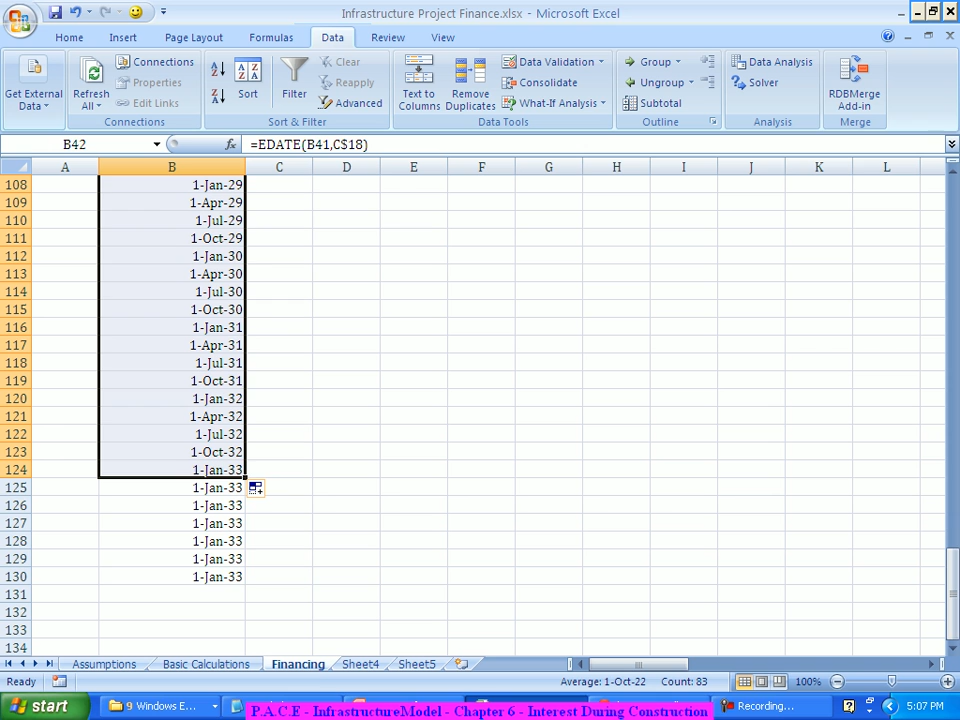 Infrastructure Project Finance.xlsx - Microsoft Excel
Home Insert Page Layout Formulas Data Review View
Get External Data
Refresh All
Connections
Properties
Edit Links
Connections
Sort
Filter
Clear
Reapply
Advanced
Sort & Filter
Text to Columns
Remove Duplicates
Data Validation
Consolidate
What-If Analysis
Data Tools
Group
Ungroup
Subtotal
Outline
Data Analysis
Solver
Analysis
RDBMerge Add-in
Merge
B42 fx =EDATE(B41,C$18)
A B C D E F G H I J K L
108 1-Jan-29
109 1-Apr-29
110 1-Jul-29
111 1-Oct-29
112 1-Jan-30
113 1-Apr-30
114 1-Jul-30
115 1-Oct-30
116 1-Jan-31
117 1-Apr-31
118 1-Jul-31
119 1-Oct-31
120 1-Jan-32
121 1-Apr-32
122 1-Jul-32
123 1-Oct-32
124 1-Jan-33
125 1-Jan-33
126 1-Jan-33
127 1-Jan-33
128 1-Jan-33
129 1-Jan-33
130 1-Jan-33
131
132
133
134
Assumptions Basic Calculations Financing Sheet4 Sheet5
Ready Average: 1-Oct-22 Count: 83 100%
start 9 Windows E... Recording... 5:07 PM
P.A.C.E - InfrastructureModel - Chapter 6 - Interest During Construction